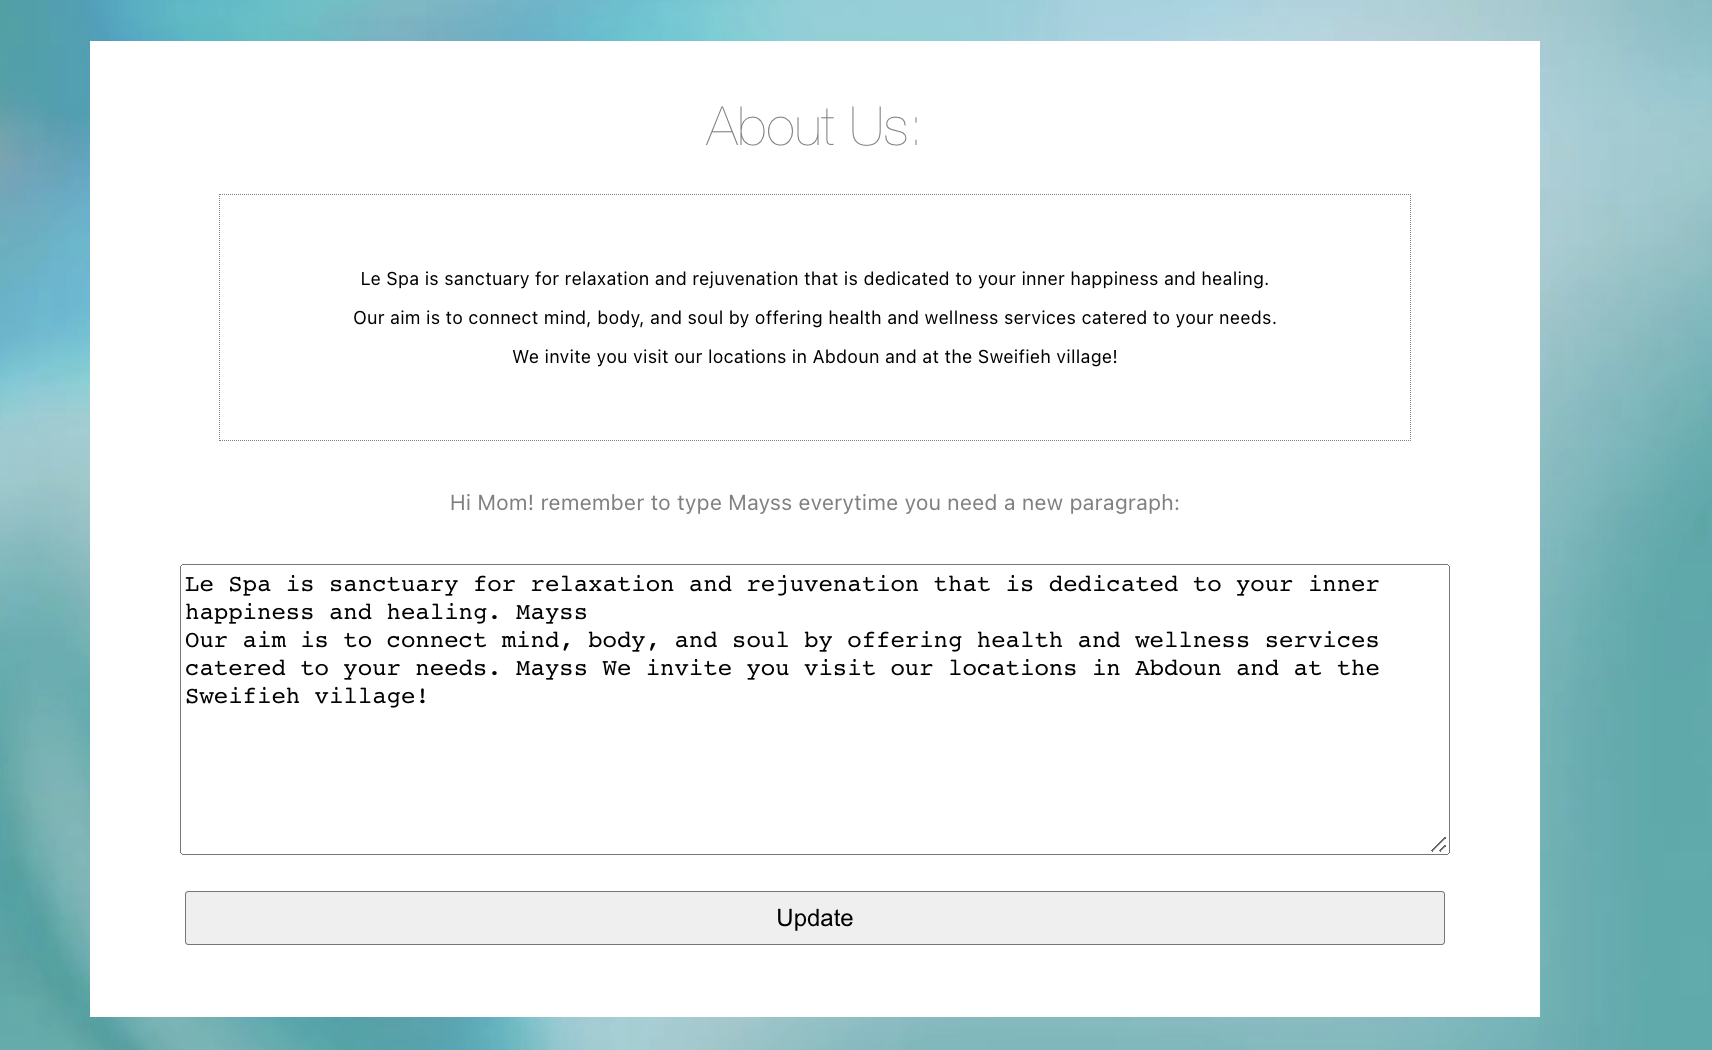 About Us:
Le Spa is sanctuary for relaxation and rejuvenation that is dedicated to your inner happiness and healing.
Our aim is to connect mind, body, and soul by offering health and wellness services catered to your needs.
We invite you visit our locations in Abdoun and at the Sweifieh village!
Hi Mom! remember to type Mayss everytime you need a new paragraph:
Le Spa is sanctuary for relaxation and rejuvenation that is dedicated to your inner
happiness and healing. Mayss
Our aim is to connect mind, body, and soul by offering health and wellness services
catered to your needs. Mayss We invite you visit our locations in Abdoun and at the
Sweifieh village!
Update